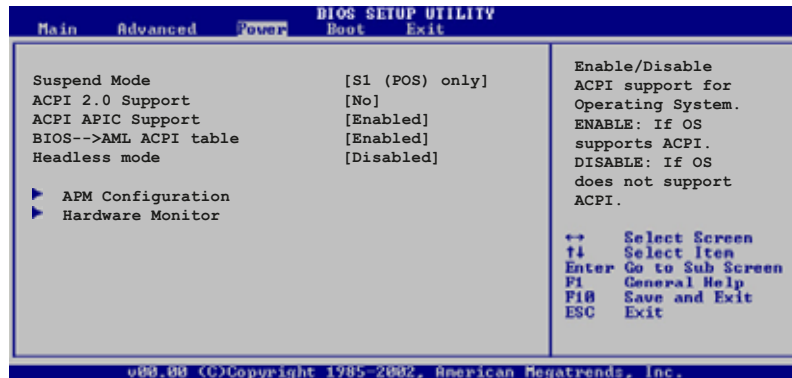 BIOS SETUP UTILITY
Main Advanced Power Boot Exit
Suspend Mode [S1 (POS) only]
ACPI 2.0 Support [No]
ACPI APIC Support [Enabled]
BIOS-->AML ACPI table [Enabled]
Headless mode [Disabled]
APM Configuration
Hardware Monitor
Enable/Disable
ACPI support for
Operating System.
ENABLE: If OS
supports ACPI.
DISABLE: If OS
does not support
ACPI.
↔ Select Screen
↑↓ Select Item
Enter Go to Sub Screen
F1 General Help
F10 Save and Exit
ESC Exit
v00.00 (C)Copyright 1985-2002, American Megatrends, Inc.